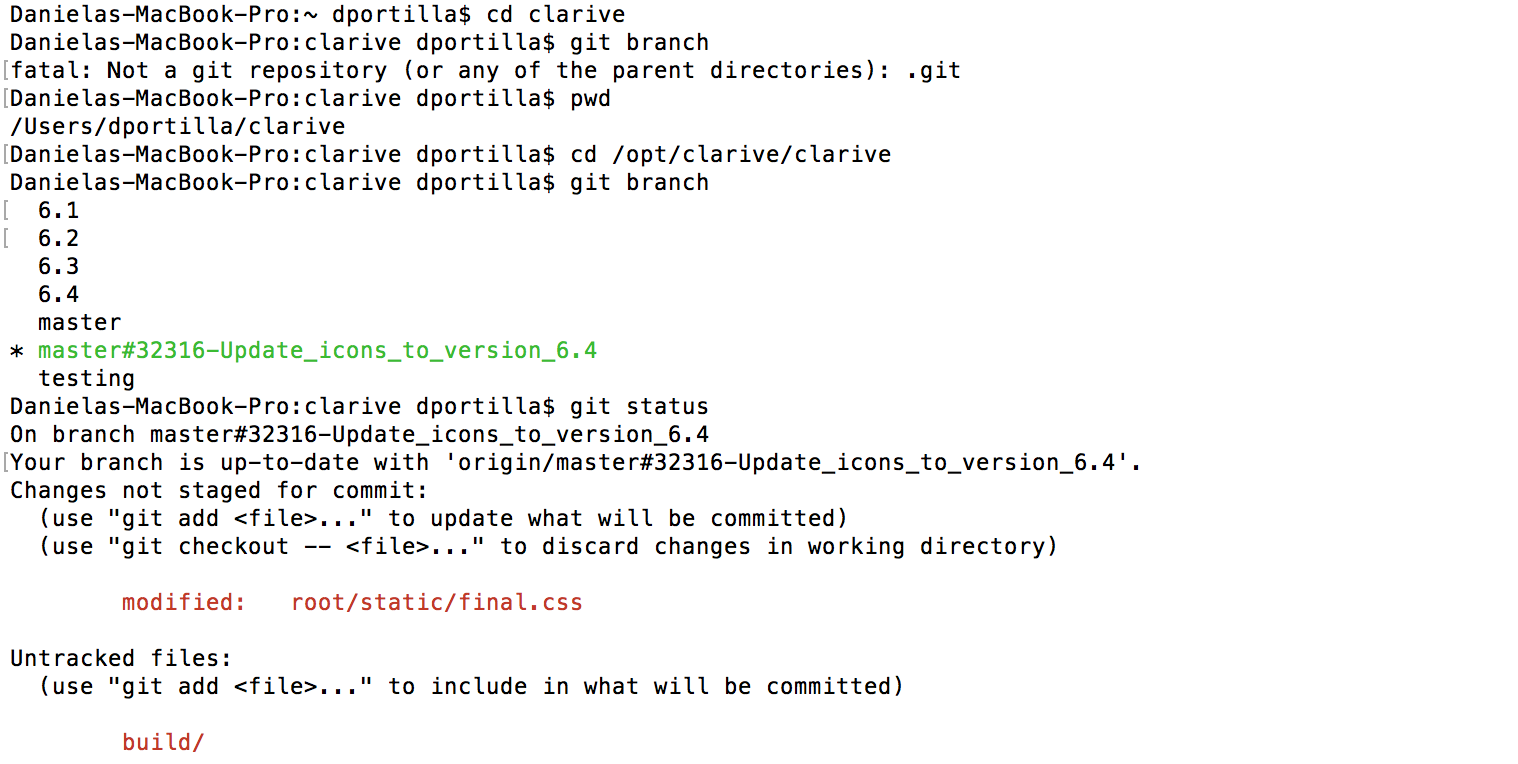 Danielas-MacBook-Pro:~ dportilla$ cd clarive
Danielas-MacBook-Pro:clarive dportilla$ git branch
[fatal: Not a git repository (or any of the parent directories): .git
[Danielas-MacBook-Pro:clarive dportilla$ pwd
/Users/dportilla/clarive
[Danielas-MacBook-Pro:clarive dportilla$ cd /opt/clarive/clarive
Danielas-MacBook-Pro:clarive dportilla$ git branch
[ 6.1
[ 6.2
  6.3
  6.4
  master
* master#32316-Update_icons_to_version_6.4
  testing
Danielas-MacBook-Pro:clarive dportilla$ git status
On branch master#32316-Update_icons_to_version_6.4
[Your branch is up-to-date with 'origin/master#32316-Update_icons_to_version_6.4'.
Changes not staged for commit:
  (use "git add <file>..." to update what will be committed)
  (use "git checkout -- <file>..." to discard changes in working directory)
        modified:   root/static/final.css
Untracked files:
  (use "git add <file>..." to include in what will be committed)
        build/